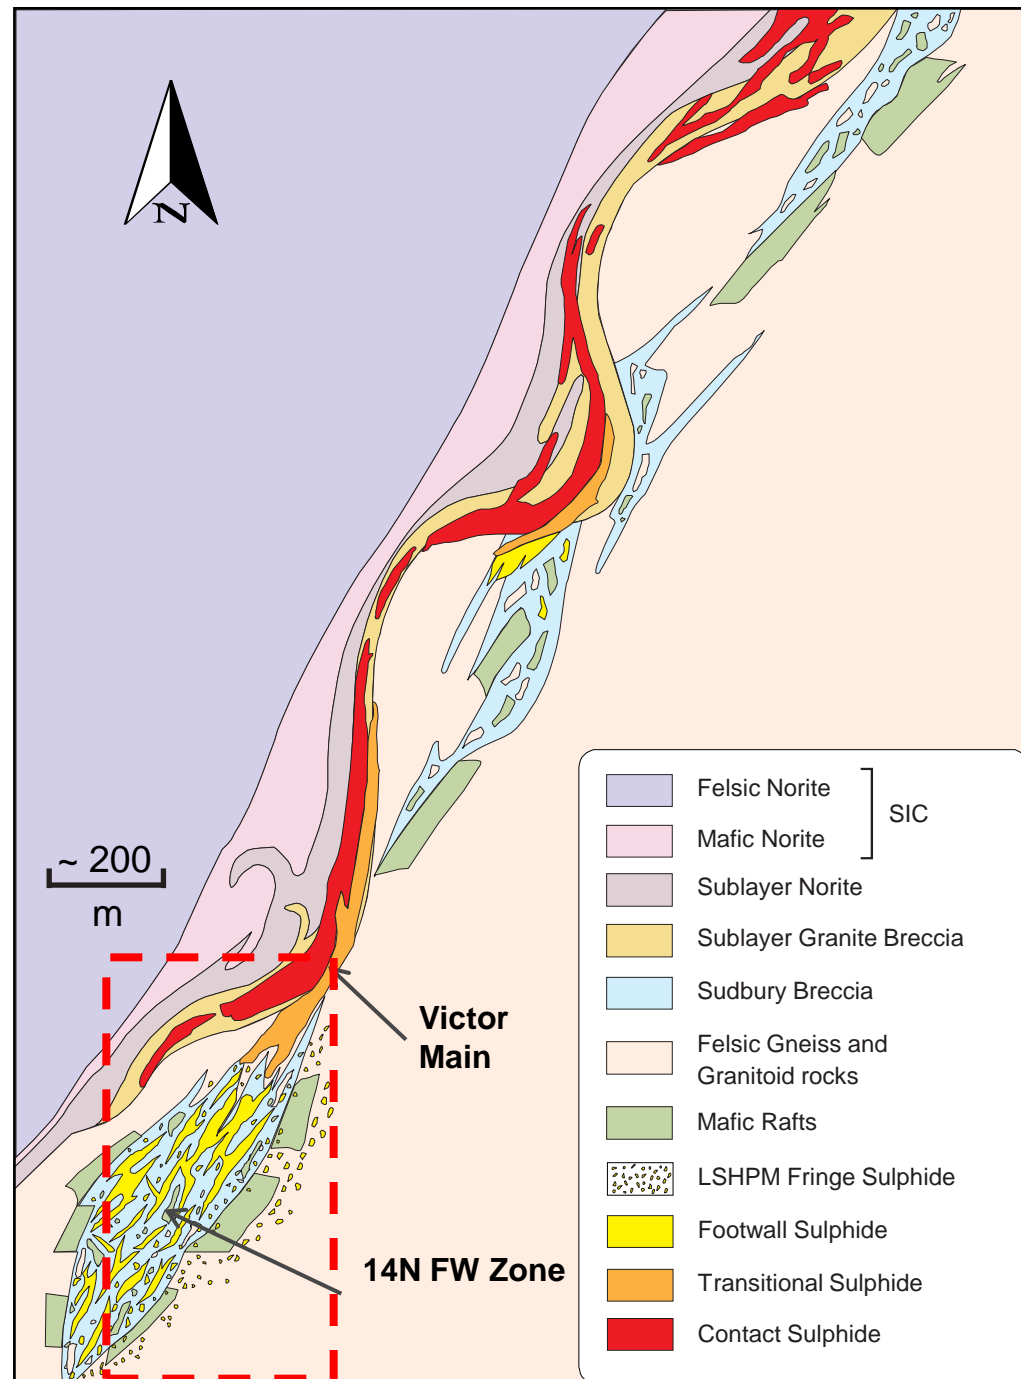 N
~ 200
m
Victor
Main
14N FW Zone
Felsic Norite
Mafic Norite
SIC
Sublayer Norite
Sublayer Granite Breccia
Sudbury Breccia
Felsic Gneiss and
Granitoid rocks
Mafic Rafts
LSHPM Fringe Sulphide
Footwall Sulphide
Transitional Sulphide
Contact Sulphide